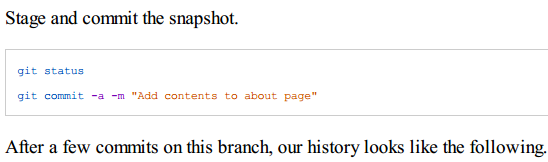 Stage and commit the snapshot.
git status
git commit -a -m "Add contents to about page"
After a few commits on this branch, our history looks like the following.